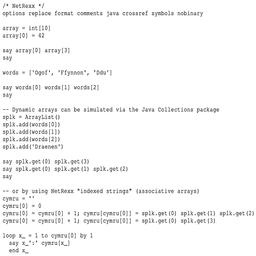 /* NetRexx */
options replace format comments java crossref symbols nobinary
array = int[10]
array[0] = 42
say array[0] array[3]
say
words = ['Ogof', 'Ffynnon', 'Ddu']
say words[0] words[1] words[2]
say
-- Dynamic arrays can be simulated via the Java Collections package
splk = ArrayList()
splk.add(words[0])
splk.add(words[1])
splk.add(words[2])
splk.add('Draenen')
say splk.get(0) splk.get(3)
say splk.get(0) splk.get(1) splk.get(2)
say
-- or by using NetRexx "indexed strings" (associative arrays)
cymru = ''
cymru[0] = 0
cymru[0] = cymru[0] + 1; cymru[cymru[0]] = splk.get(0) splk.get(1) splk.get(2)
cymru[0] = cymru[0] + 1; cymru[cymru[0]] = splk.get(0) splk.get(3)
loop x_ = 1 to cymru[0] by 1
say x_':' cymru[x_]
end x_